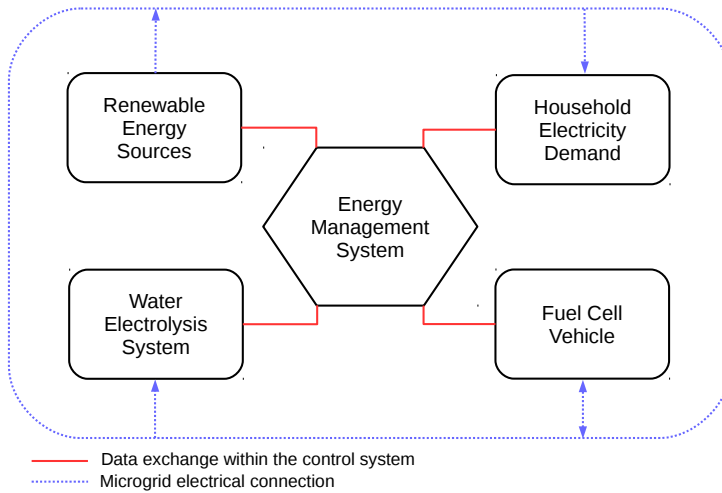 Renewable
Energy
Sources
Household
Electricity
Demand
Energy
Management
System
Water
Electrolysis
System
Fuel Cell
Vehicle
Data exchange within the control system
Microgrid electrical connection